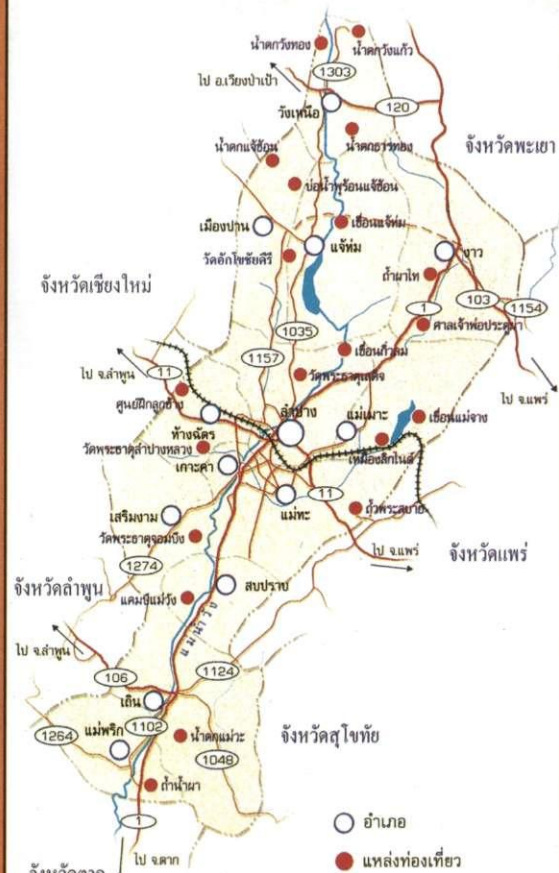 น้ำตกวังทอง
น้ำตกวังแก้ว
1303
ไป อ.เวียงป่าเป้า
วังเหนือ
120
น้ำตกธารทอง
จังหวัดพะเยา
น้ำตกแจ้ซ้อน
บ่อน้ำพุร้อนแจ้ซ้อน
เมืองปาน
เขื่อนแจ้ห่ม
แจ้ห่ม
งาว
วัดอักโขชัยคีรี
ถ้ำผาไท
จังหวัดเชียงใหม่
1
103
1154
ศาลเจ้าพ่อประตูผา
1035
1157
เขื่อนกิ่วลม
ไป จ.ลำพูน
11
วัดพระธาตุเสด็จ
ไป จ.แพร่
ศูนย์ฝึกลูกช้าง
ห้างฉัตร
ลำปาง
แม่เมาะ
เขื่อนแม่จาง
วัดพระธาตุลำปางหลวง
เกาะคา
เหมืองลิกไนต์
11
แม่ทะ
ถ้ำพระสบาย
เสริมงาม
วัดพระธาตุจอมปิง
ไป จ.แพร่
จังหวัดแพร่
1274
จังหวัดลำพูน
สบปราบ
แม่น้ำวัง
ไป จ.ลำพูน
106
1124
เถิน
1264
แม่พริก
1102
น้ำตกแม่วะ
จังหวัดสุโขทัย
1048
ถ้ำน้ำผา
1
อำเภอ
ไป จ.ตาก
แหล่งท่องเที่ยว